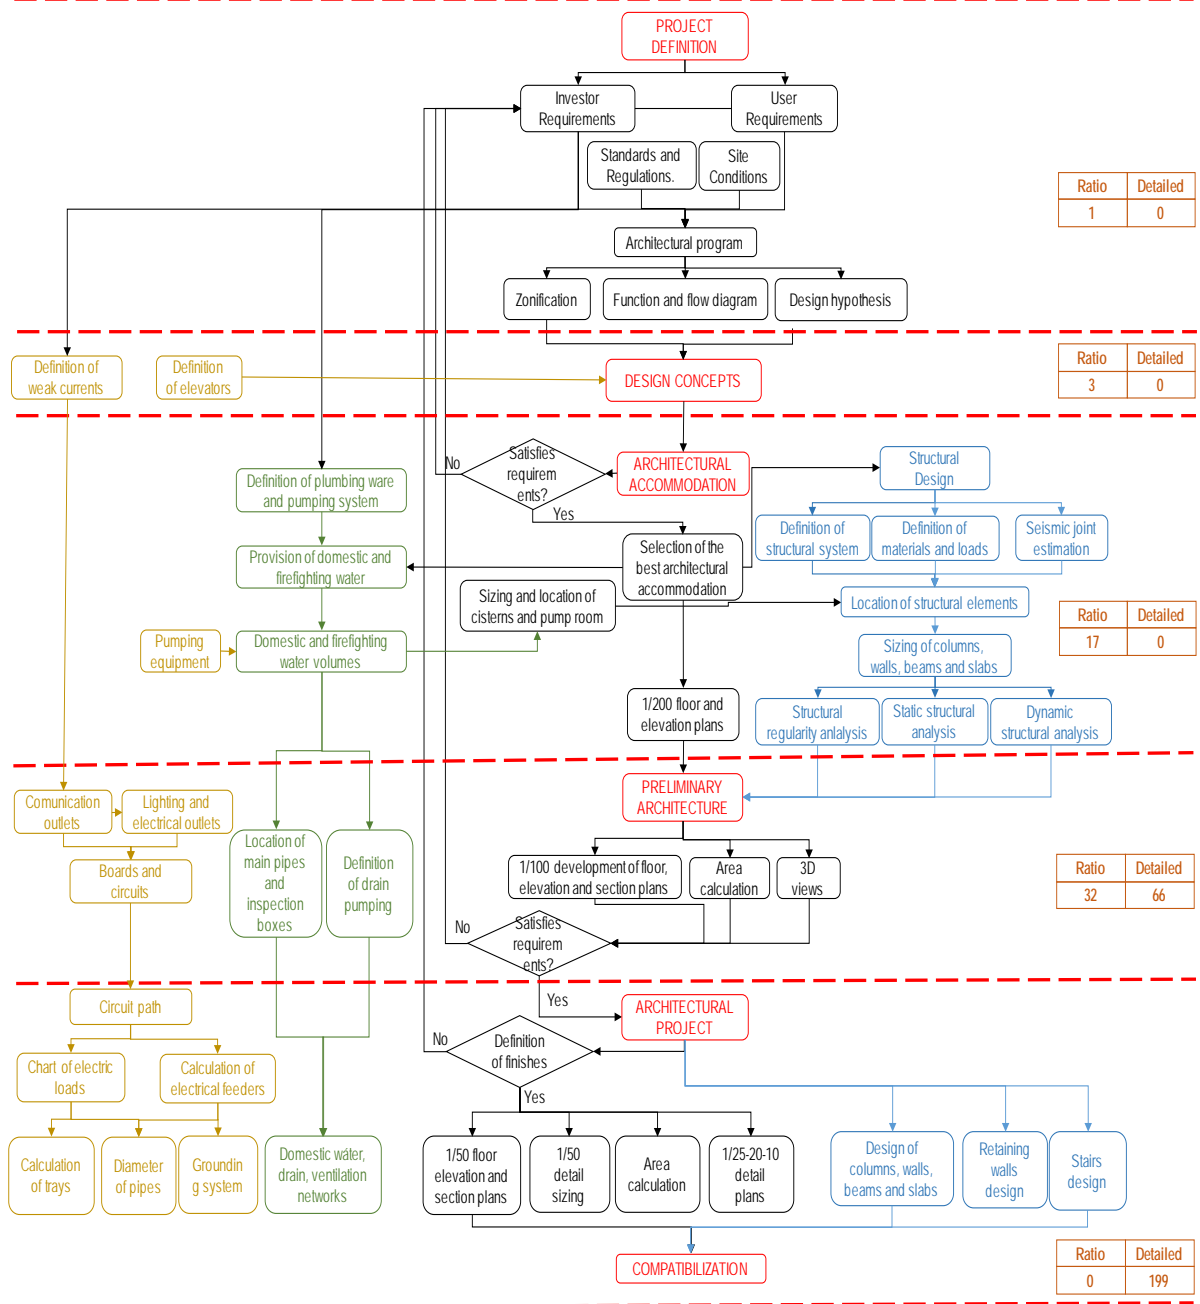 PROJECT
DEFINITION
Investor
Requirements
User
Requirements
Standards and
Regulations.
Site
Conditions
Ratio Detailed
1 0
Architectural program
Zonification
Function and flow diagram
Design hypothesis
Definition of
weak currents
Definition
of elevators
DESIGN CONCEPTS
Ratio Detailed
3 0
No
Satisfies
requirem
ents?
Yes
ARCHITECTURAL
ACCOMMODATION
Structural
Design
Definition of plumbing ware
and pumping system
Definition of
structural system
Definition of
materials and loads
Seismic joint
estimation
Provision of domestic and
firefighting water
Selection of the
best architectural
accommodation
Sizing and location of
cisterns and pump room
Location of structural elements
Ratio Detailed
17 0
Pumping
equipment
Domestic and firefighting
water volumes
Sizing of columns,
walls, beams and slabs
1/200 floor and
elevation plans
Structural
regularity anlalysis
Static structural
analysis
Dynamic
structural analysis
PRELIMINARY
ARCHITECTURE
Comunication
outlets
Lighting and
electrical outlets
Location of
main pipes
and
inspection
boxes
Definition
of drain
pumping
Boards and
circuits
1/100 development of floor,
elevation and section plans
Area
calculation
3D
views
Ratio Detailed
32 66
No
Satisfies
requirem
ents?
Yes
Circuit path
ARCHITECTURAL
PROJECT
No
Definition
of finishes
Yes
Chart of electric
loads
Calculation of
electrical feeders
Calculation
of trays
Diameter
of pipes
Groundin
g system
Domestic water,
drain, ventilation
networks
1/50 floor
elevation and
section plans
1/50
detail
sizing
Area
calculation
1/25-20-10
detail
plans
Design of
columns, walls,
beams and slabs
Retaining
walls
design
Stairs
design
COMPATIBILIZATION
Ratio Detailed
0 199